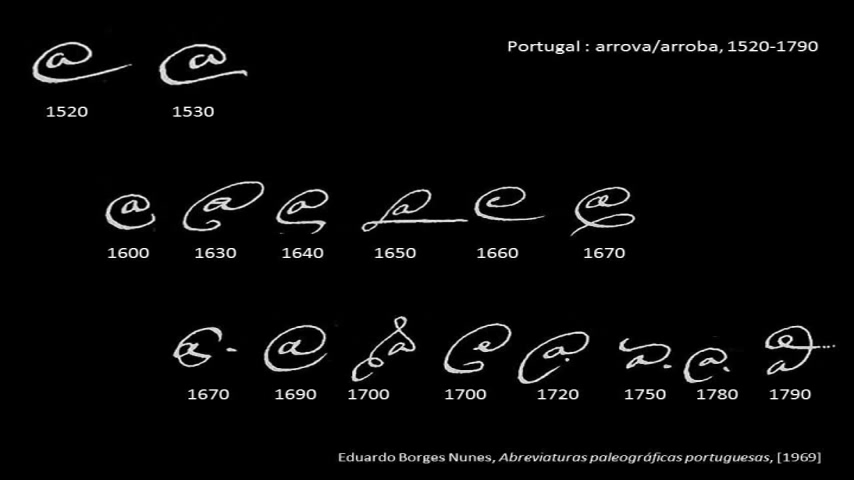 Portugal : arrova/arroba, 1520-1790
@ @
1520 1530
@ @ @ @ @ @
1600 1630 1640 1650 1660 1670
@ @ @ @ @ @ @ @
1670 1690 1700 1700 1720 1750 1780 1790
Eduardo Borges Nunes, Abreviaturas paleográficas portuguesas, [1969]